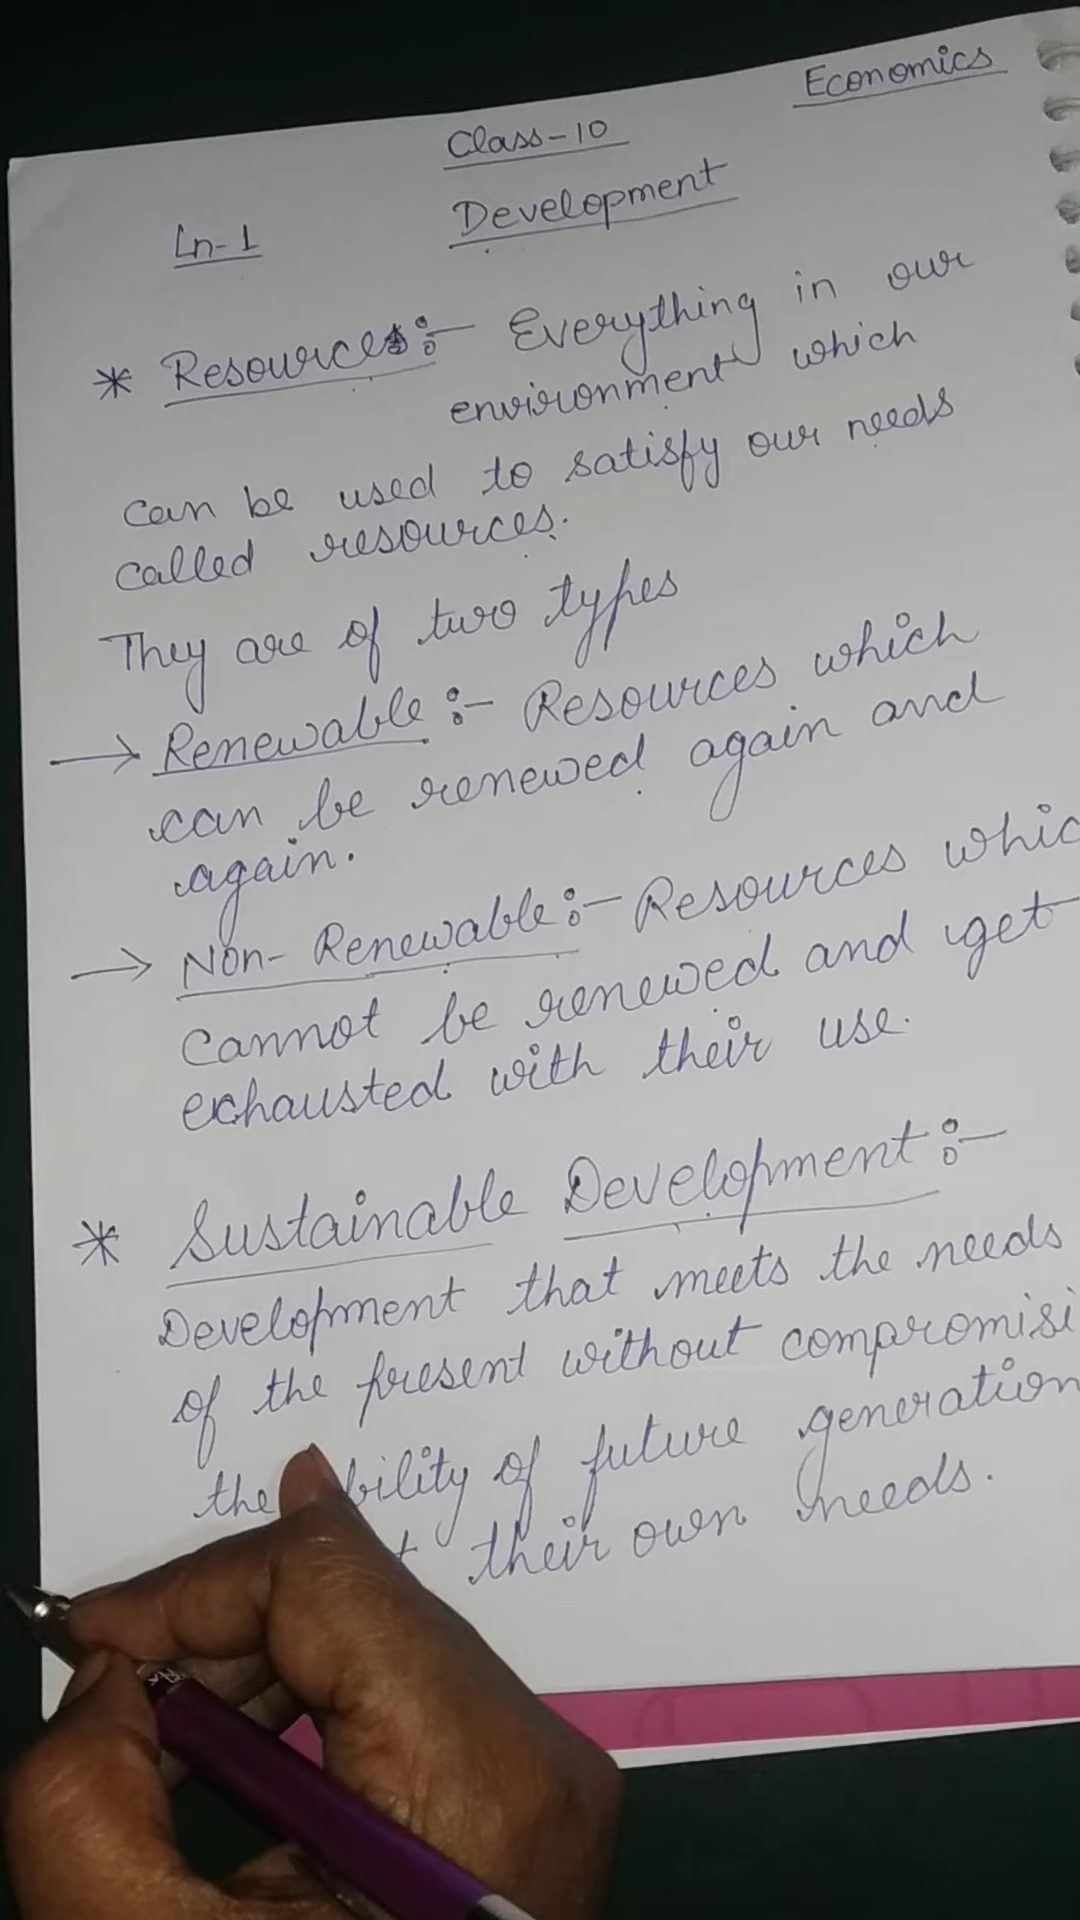 Economics
Class-10
Ln-1 Development
* Resources:- Everything in our
environment which
can be used to satisfy our needs
called resources.
They are of two types
→ Renewable:- Resources which
can be renewed again and
again.
→ Non-Renewable:- Resources
cannot be renewed and get
exhausted with their use.
* Sustainable Development:-
Development that meets the needs
of the present without
the of future generation
their own needs.